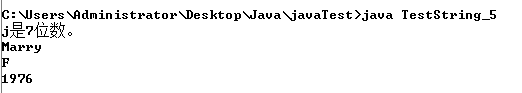 C:\Users\Administrator\Desktop\Java\javaTest>java TestString_5
j是7位数。
Marry
F
1976